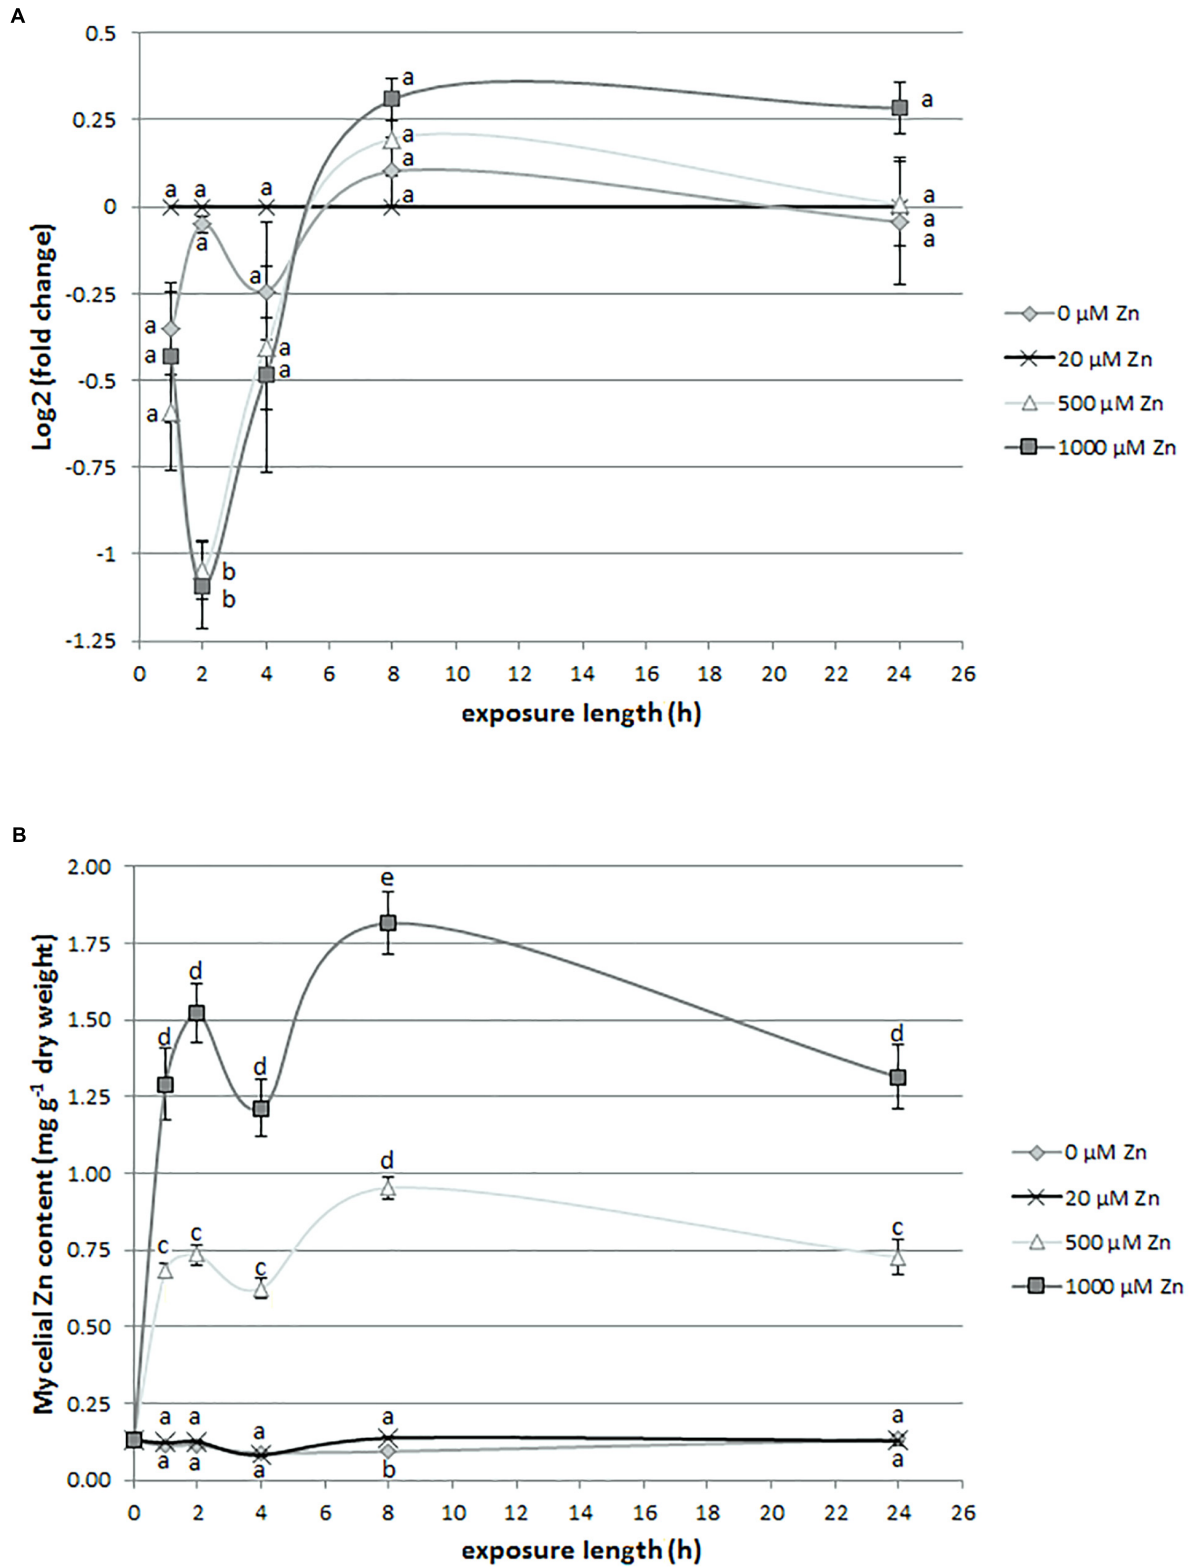 A
0.5
0.25
0
-0.25
-0.5
-0.75
-1
-1.25
Log2 (fold change)
a a a a a
a a
a a a
a a
a a a
a a
a
b
b
0 2 4 6 8 10 12 14 16 18 20 22 24 26
exposure length (h)
0 µM Zn
20 µM Zn
500 µM Zn
1000 µM Zn
B
2.00
1.75
1.50
1.25
1.00
0.75
0.50
0.25
0.00
Mycelial Zn content (mg g⁻¹ dry weight)
e
d
d d d
d
c c c c
a a a a a
a a a b a
0 2 4 6 8 10 12 14 16 18 20 22 24 26
exposure length (h)
0 µM Zn
20 µM Zn
500 µM Zn
1000 µM Zn